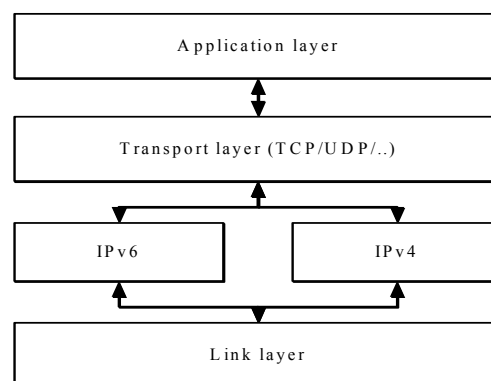 Application layer
Transport layer (TCP/UDP/..)
IPv6
IPv4
Link layer